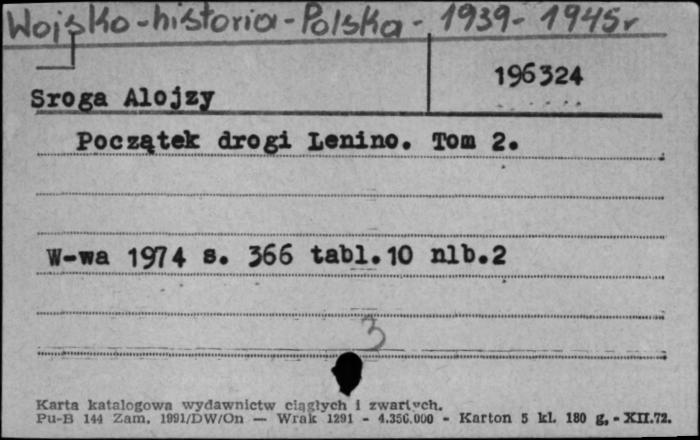 Wojsko-historia-Polska - 1939-1945r
196324
Sroga Alojzy
Początek drogi Lenino. Tom 2.
W-wa 1974 s. 366 tabl.10 nlb.2
3
Karta katalogowa wydawnictw ciągłych i zwartych.
Pu-B 144 Zam. 1991/DW/On — Wrak 1291 - 4.356.000 - Karton 5 kl. 180 g, - XII.72.